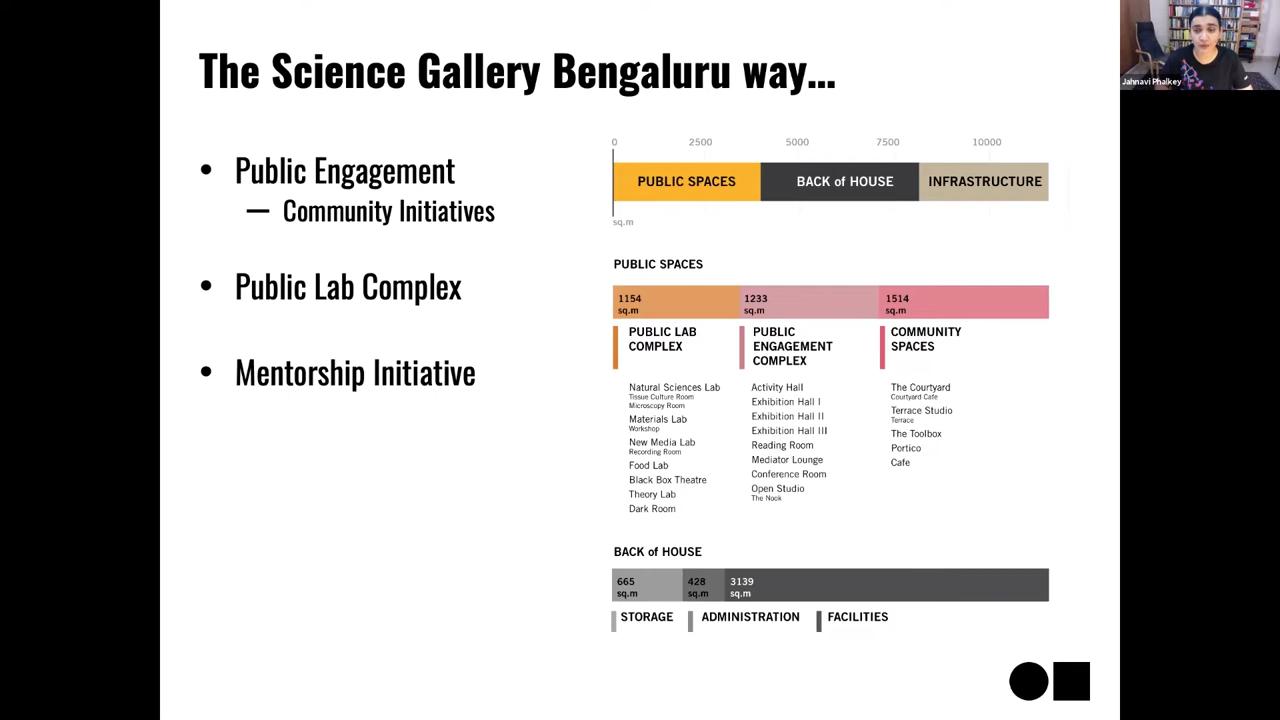 The Science Gallery Bengaluru way...
• Public Engagement
— Community Initiatives
• Public Lab Complex
• Mentorship Initiative
0 2500 5000 7500 10000
PUBLIC SPACES BACK of HOUSE INFRASTRUCTURE
sq.m
PUBLIC SPACES
1154 sq.m
1233 sq.m
1514 sq.m
PUBLIC LAB
COMPLEX
Natural Sciences Lab
Tissue Culture Room
Microscopy Room
Materials Lab
Workshop
New Media Lab
Recording Room
Food Lab
Black Box Theatre
Theory Lab
Dark Room
PUBLIC
ENGAGEMENT
COMPLEX
Activity Hall
Exhibition Hall I
Exhibition Hall II
Exhibition Hall III
Reading Room
Mediator Lounge
Conference Room
Open Studio
The Nook
COMMUNITY
SPACES
The Courtyard
Courtyard Cafe
Terrace Studio
Terrace
The Toolbox
Portico
Cafe
BACK of HOUSE
665 sq.m
428 sq.m
3139 sq.m
STORAGE ADMINISTRATION FACILITIES
Jahnavi Phalkey